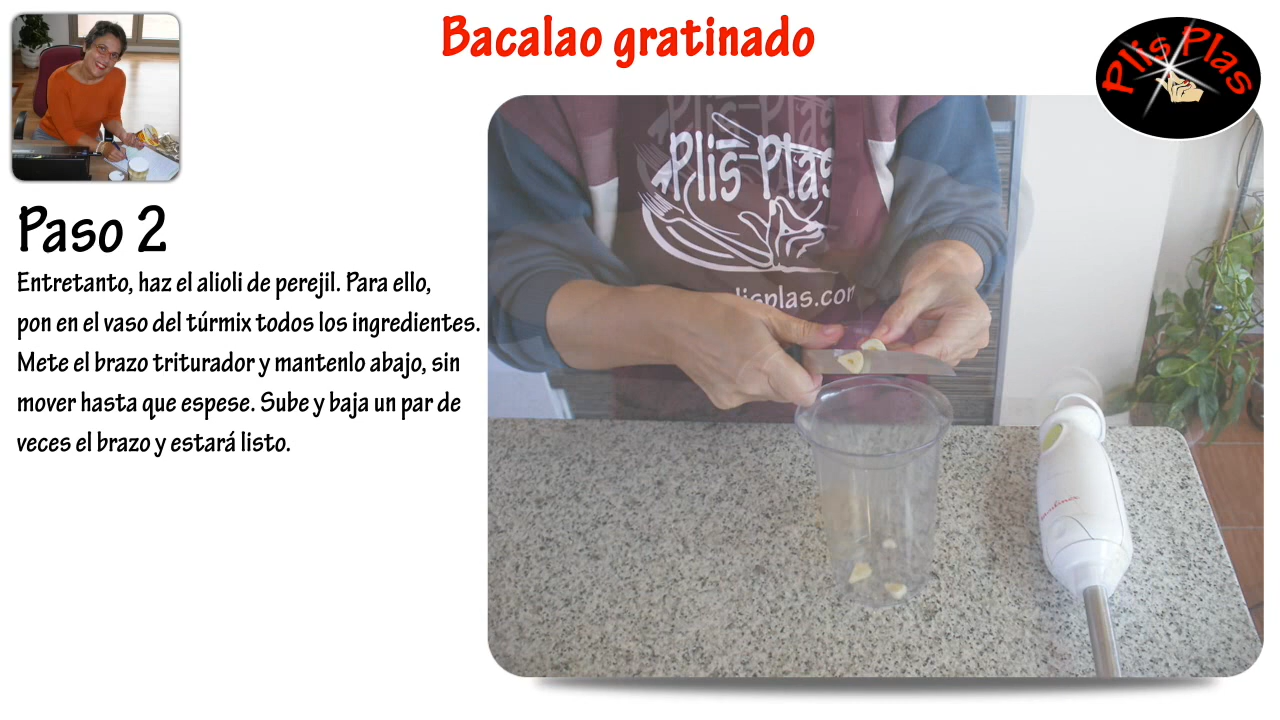 Bacalao gratinado
Plis Plas
Paso 2
Entretanto, haz el alioli de perejil. Para ello,
pon en el vaso del túrmix todos los ingredientes.
Mete el brazo triturador y mantenlo abajo, sin
mover hasta que espese. Sube y baja un par de
veces el brazo y estará listo.
Plis-Plas
plisplas.com